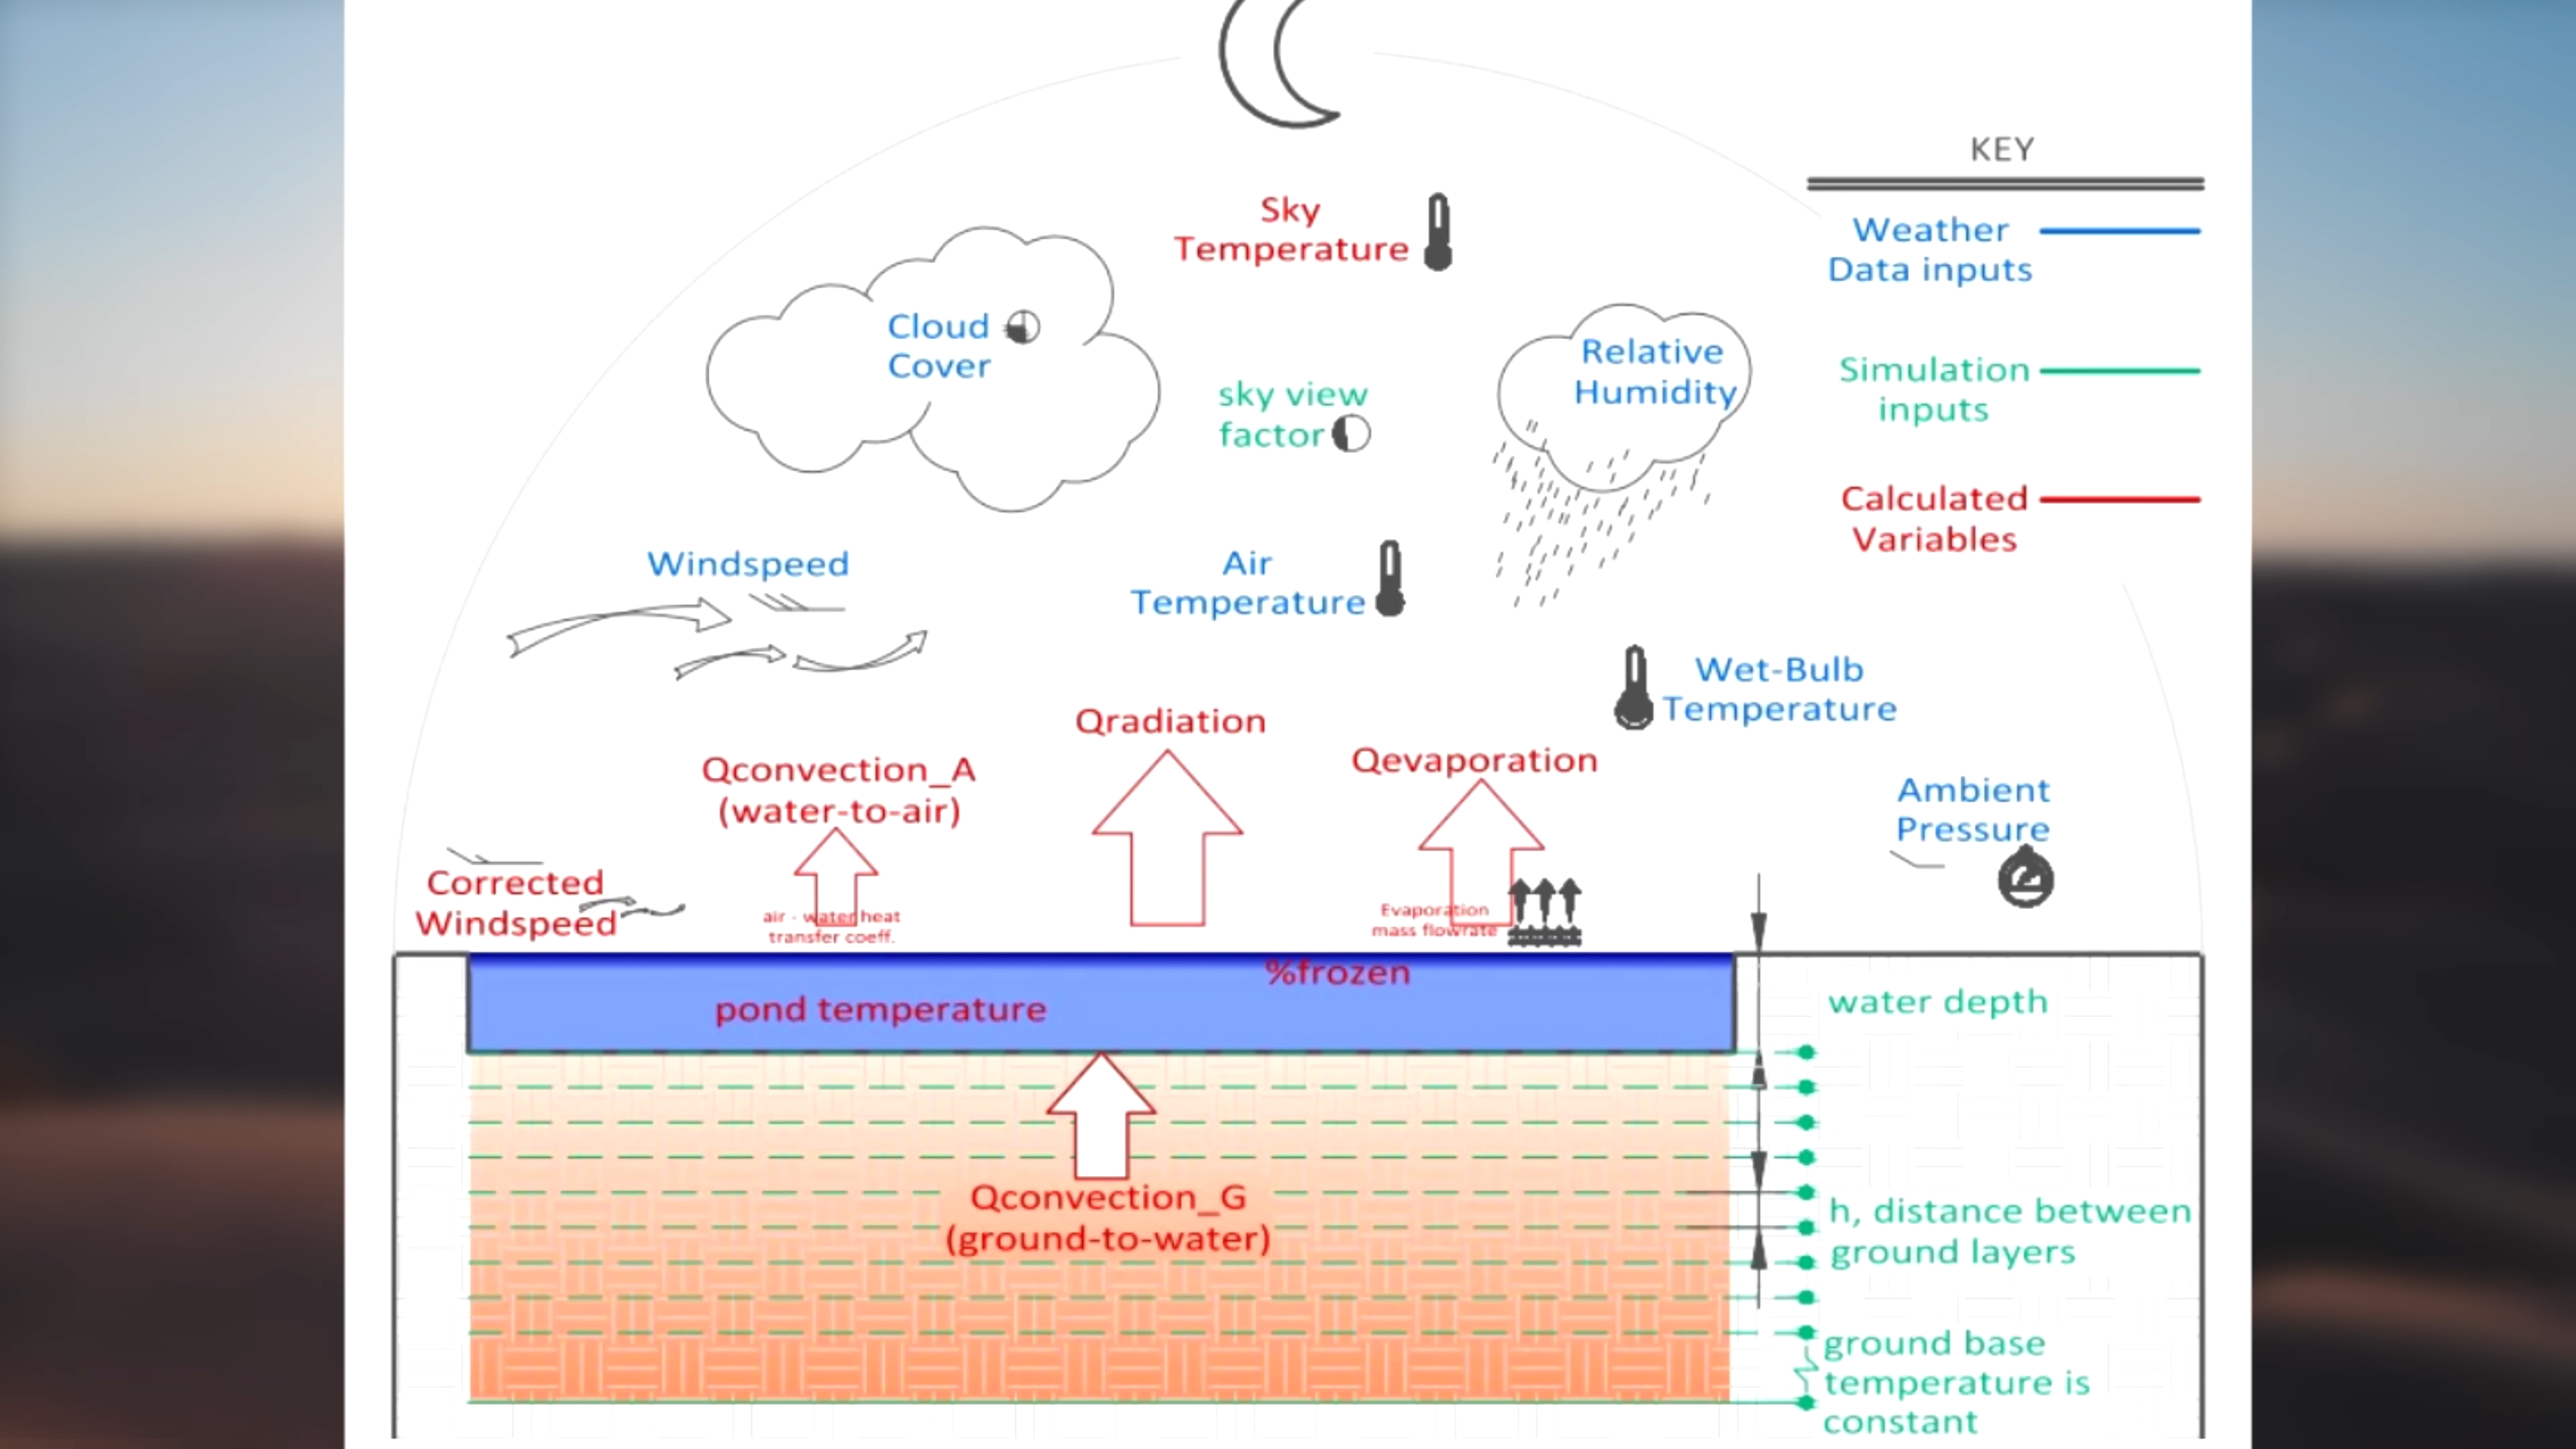 KEY
Weather
Data inputs
Simulation
inputs
Calculated
Variables
Sky
Temperature
Cloud
Cover
sky view
factor
Relative
Humidity
Windspeed
Air
Temperature
Wet-Bulb
Temperature
Qradiation
Qconvection_A
(water-to-air)
Qevaporation
Ambient
Pressure
Corrected
Windspeed
air - water heat
transfer coeff.
Evaporation
mass flowrate
%frozen
pond temperature
water depth
Qconvection_G
(ground-to-water)
h, distance between
ground layers
ground base
temperature is
constant